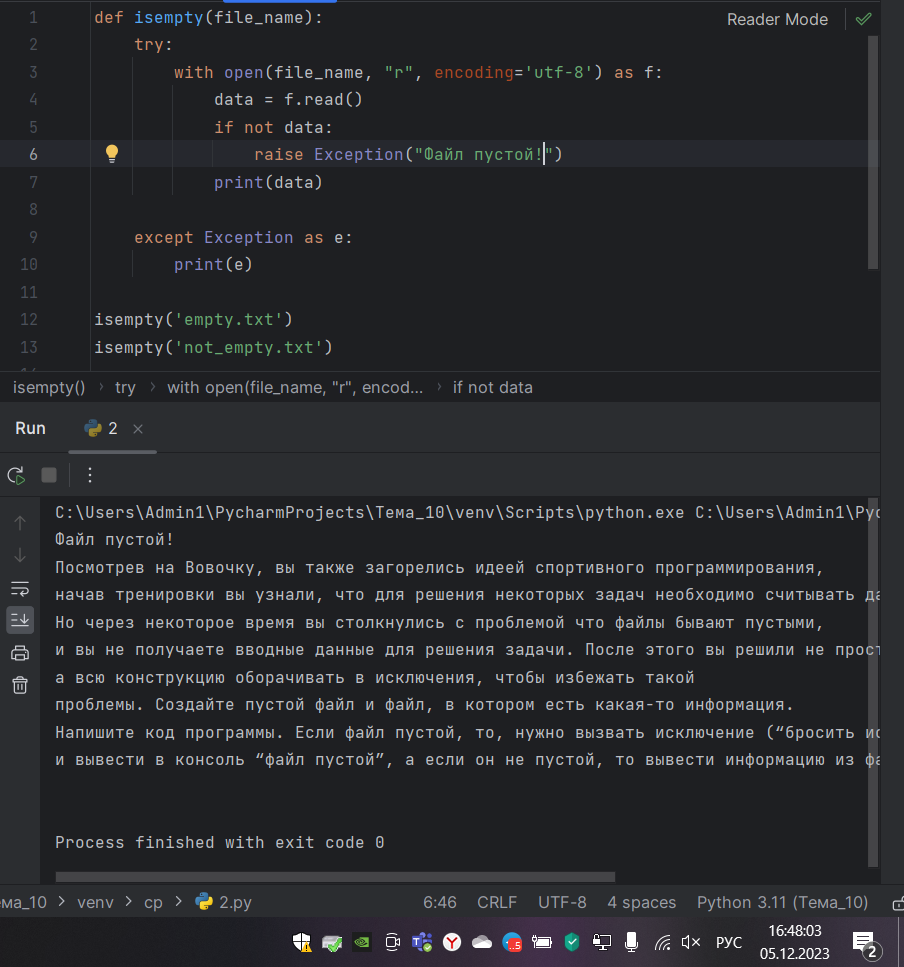 1 def isempty(file_name):
Reader Mode
2 try:
3 with open(file_name, "r", encoding='utf-8') as f:
4 data = f.read()
5 if not data:
6 raise Exception("Файл пустой!")
7 print(data)
8
9 except Exception as e:
10 print(e)
11
12 isempty('empty.txt')
13 isempty('not_empty.txt')
isempty() › try › with open(file_name, "r", encod... › if not data
Run 2 ×
C:\Users\Admin1\PycharmProjects\Тема_10\venv\Scripts\python.exe C:\Users\Admin1\Pyc
Файл пустой!
Посмотрев на Вовочку, вы также загорелись идеей спортивного программирования,
начав тренировки вы узнали, что для решения некоторых задач необходимо считывать да
Но через некоторое время вы столкнулись с проблемой что файлы бывают пустыми,
и вы не получаете вводные данные для решения задачи. После этого вы решили не прост
а всю конструкцию оборачивать в исключения, чтобы избежать такой
проблемы. Создайте пустой файл и файл, в котором есть какая-то информация.
Напишите код программы. Если файл пустой, то, нужно вызвать исключение (“бросить ис
и вывести в консоль “файл пустой”, а если он не пустой, то вывести информацию из фа
Process finished with exit code 0
ма_10 > venv > ср > 2.py 6:46 CRLF UTF-8 4 spaces Python 3.11 (Тема_10)
РУС 16:48:03
05.12.2023
2